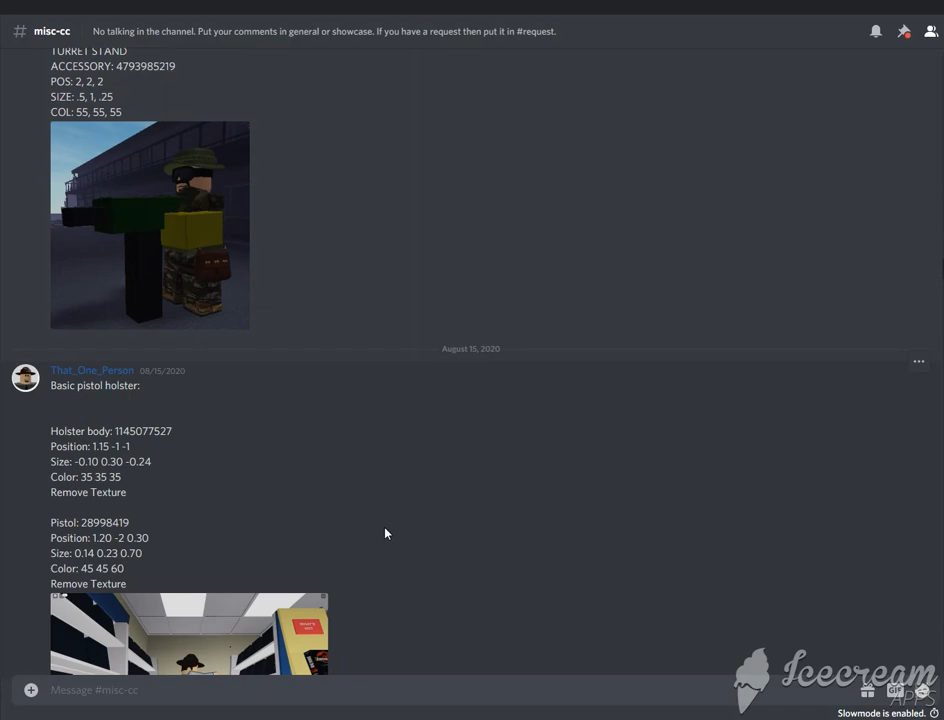 # misc-cc No talking in the channel. Put your comments in general or showcase. If you have a request then put it in #request.
TURRET STAND
ACCESSORY: 4793985219
POS: 2, 2, 2
SIZE: .5, 1, .25
COL: 55, 55, 55
August 15, 2020
That_One_Person 08/15/2020
Basic pistol holster:
Holster body: 1145077527
Position: 1.15 -1 -1
Size: -0.10 0.30 -0.24
Color: 35 35 35
Remove Texture
Pistol: 28998419
Position: 1.20 -2 0.30
Size: 0.14 0.23 0.70
Color: 45 45 60
Remove Texture
Message #misc-cc
GIF
Icecream
APPS
Slowmode is enabled.